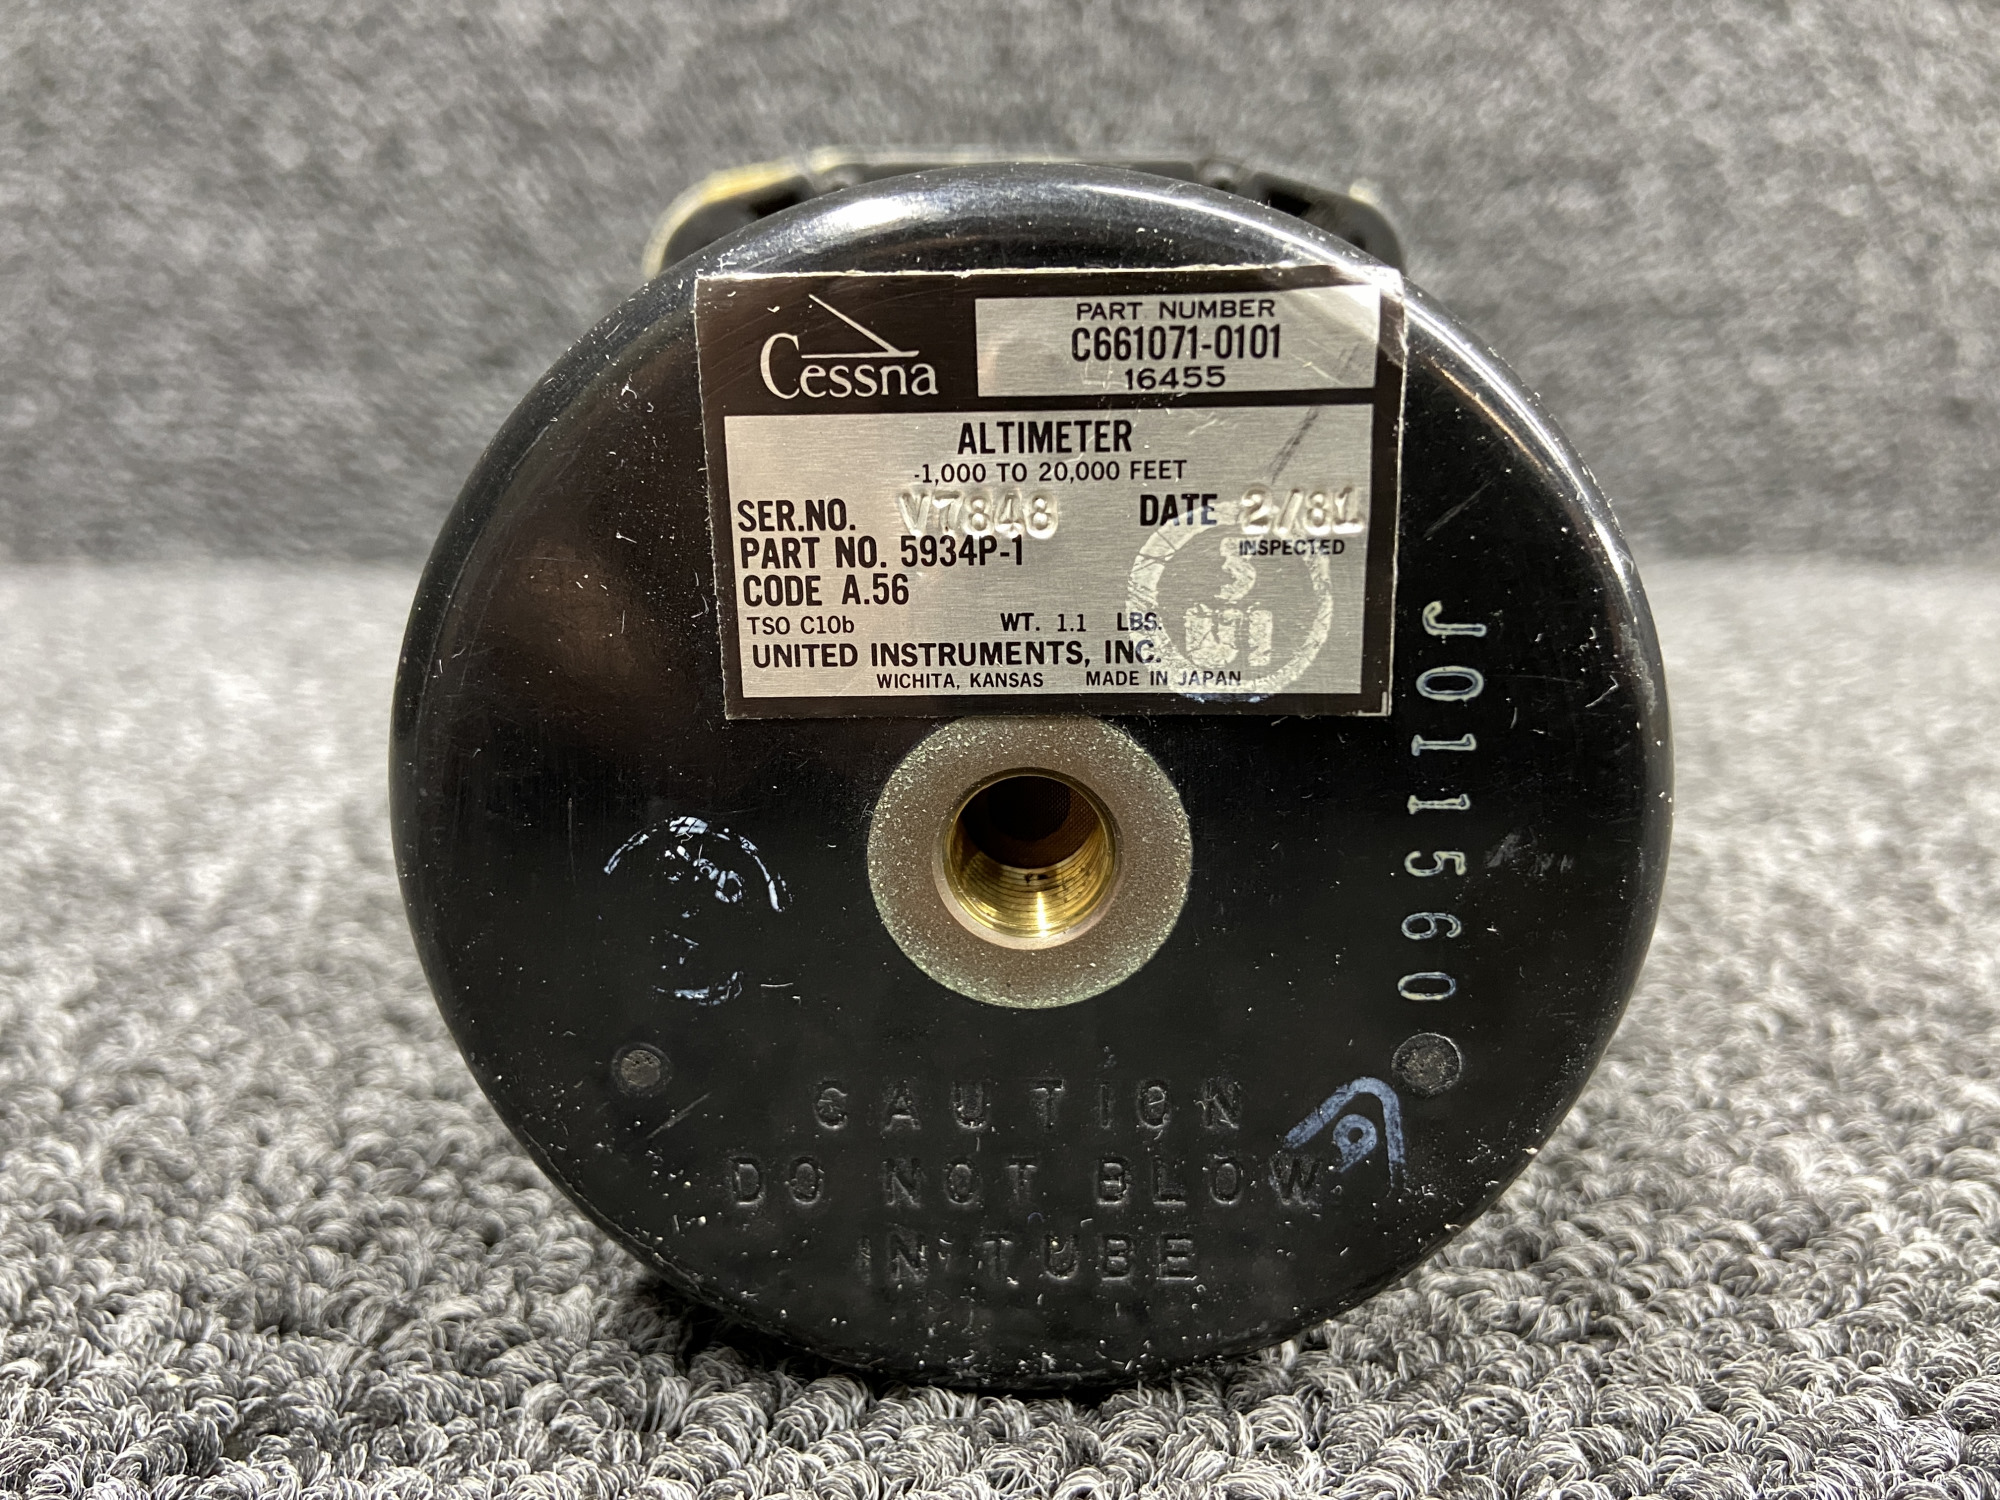 Cessna
PART NUMBER
C661071-0101
16455
ALTIMETER
-1,000 TO 20,000 FEET
SER.NO. V7848 DATE 2/81
PART NO. 5934P-1 INSPECTED
CODE A.56
TSO C10b WT. 1.1 LBS.
UNITED INSTRUMENTS, INC.
WICHITA, KANSAS MADE IN JAPAN
3
UI
J011560
CAUTION
DO NOT BLOW
IN TUBE